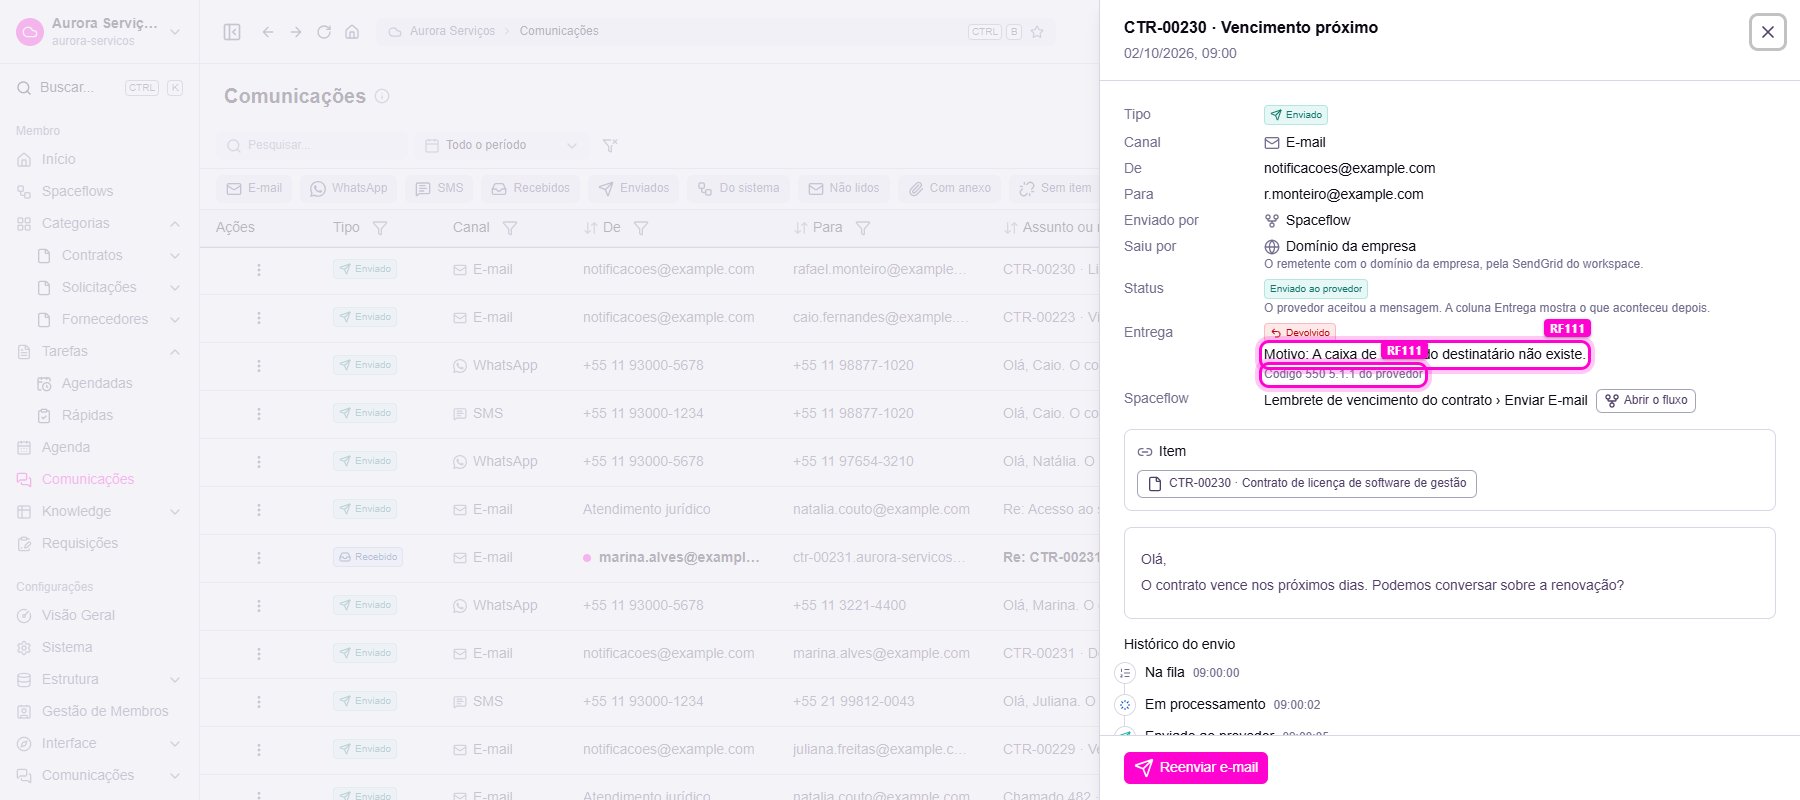 Aurora Serviç...
aurora-servicos
Buscar... CTRL K
Membro
Início
Spaceflows
Categorias
Contratos
Solicitações
Fornecedores
Tarefas
Agendadas
Rápidas
Agenda
Comunicações
Knowledge
Requisições
Configurações
Visão Geral
Sistema
Estrutura
Gestão de Membros
Interface
Comunicações
Aurora Serviços › Comunicações CTRL B
Comunicações
Pesquisar... Todo o período
E-mail WhatsApp SMS Recebidos Enviados Do sistema Não lidos Com anexo Sem item
Ações Tipo Canal De Para Assunto ou
Enviado E-mail notificacoes@example.com rafael.monteiro@example... CTR-00230 · Li
Enviado E-mail notificacoes@example.com caio.fernandes@example.... CTR-00223 · Vi
Enviado WhatsApp +55 11 93000-5678 +55 11 98877-1020 Olá, Caio. O co
Enviado SMS +55 11 93000-1234 +55 11 98877-1020 Olá, Caio. O co
Enviado WhatsApp +55 11 93000-5678 +55 11 97654-3210 Olá, Natália. O
Enviado E-mail Atendimento jurídico natalia.couto@example.com Re: Acesso ao
Recebido E-mail marina.alves@exampl... ctr-00231.aurora-servicos... Re: CTR-00231
Enviado WhatsApp +55 11 93000-5678 +55 11 3221-4400 Olá, Marina. O
Enviado E-mail notificacoes@example.com marina.alves@example.com CTR-00231 · D
Enviado SMS +55 11 93000-1234 +55 21 99812-0043 Olá, Juliana. O
Enviado E-mail notificacoes@example.com juliana.freitas@example.c... CTR-00229 · Ve
Enviado E-mail Atendimento jurídico natalia.couto@example.com Chamado 482
CTR-00230 · Vencimento próximo
02/10/2026, 09:00
Tipo Enviado
Canal E-mail
De notificacoes@example.com
Para r.monteiro@example.com
Enviado por Spaceflow
Saiu por Domínio da empresa
O remetente com o domínio da empresa, pela SendGrid do workspace.
Status Enviado ao provedor
O provedor aceitou a mensagem. A coluna Entrega mostra o que aconteceu depois.
Entrega Devolvido RF111
Motivo: A caixa de RF111 do destinatário não existe.
Código 550 5.1.1 do provedor
Spaceflow Lembrete de vencimento do contrato › Enviar E-mail Abrir o fluxo
Item
CTR-00230 · Contrato de licença de software de gestão
Olá,
O contrato vence nos próximos dias. Podemos conversar sobre a renovação?
Histórico do envio
Na fila 09:00:00
Em processamento 09:00:02
Enviado ao provedor
Reenviar e-mail